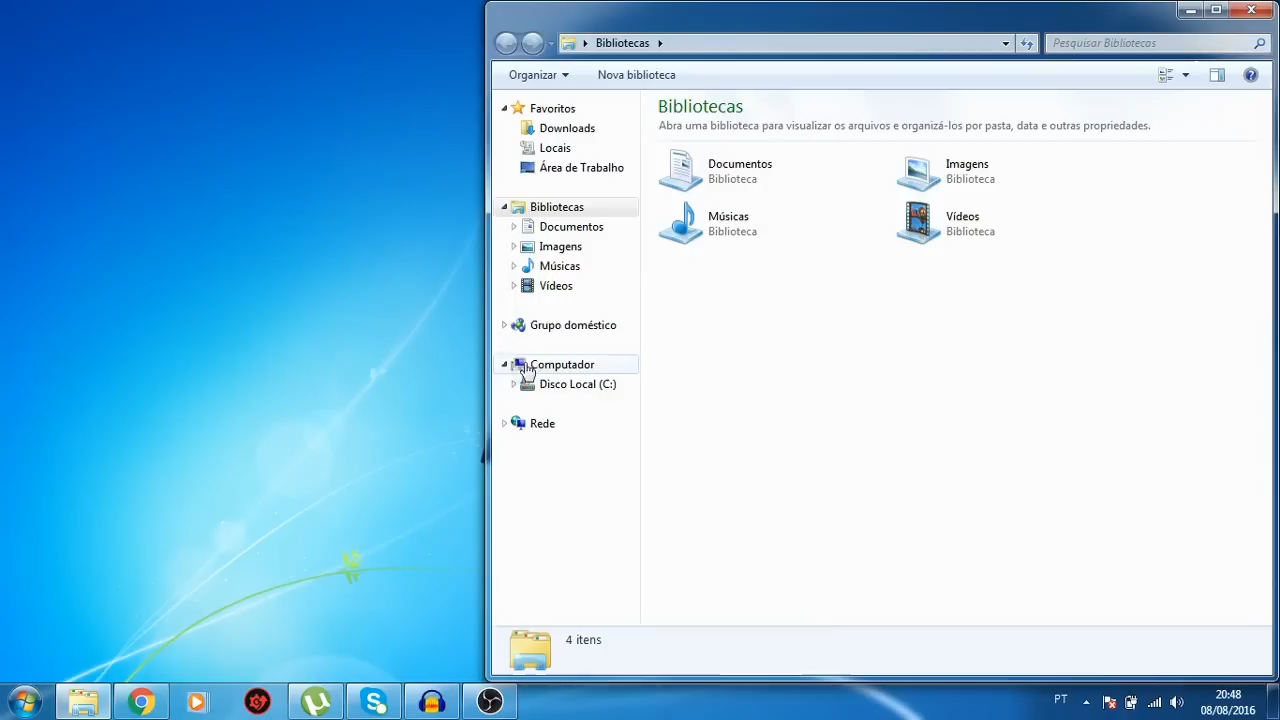 Bibliotecas
Pesquisar Bibliotecas
Organizar
Nova biblioteca
Favoritos
Downloads
Locais
Área de Trabalho
Bibliotecas
Documentos
Imagens
Músicas
Vídeos
Grupo doméstico
Computador
Disco Local (C:)
Rede
Bibliotecas
Abra uma biblioteca para visualizar os arquivos e organizá-los por pasta, data e outras propriedades.
Documentos
Biblioteca
Imagens
Biblioteca
Músicas
Biblioteca
Vídeos
Biblioteca
4 itens
PT
20:48
08/08/2016